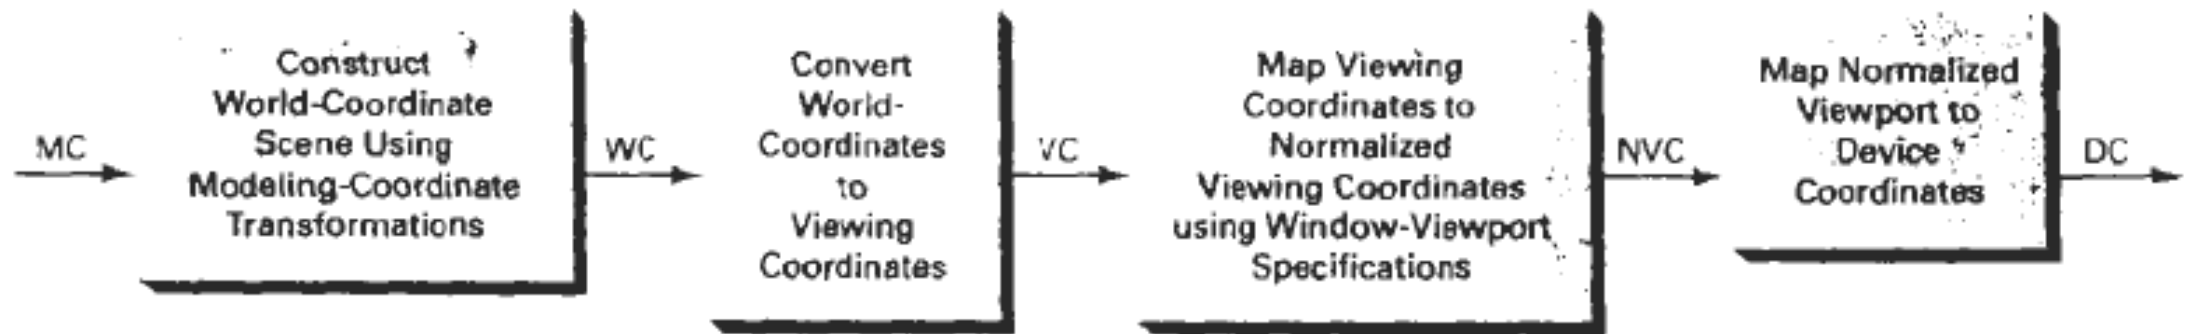 MC
Construct
World-Coordinate
Scene Using
Modeling-Coordinate
Transformations
WC
Convert
World-
Coordinates
to
Viewing
Coordinates
VC
Map Viewing
Coordinates to
Normalized
Viewing Coordinates
using Window-Viewport
Specifications
NVC
Map Normalized
Viewport to
Device
Coordinates
DC